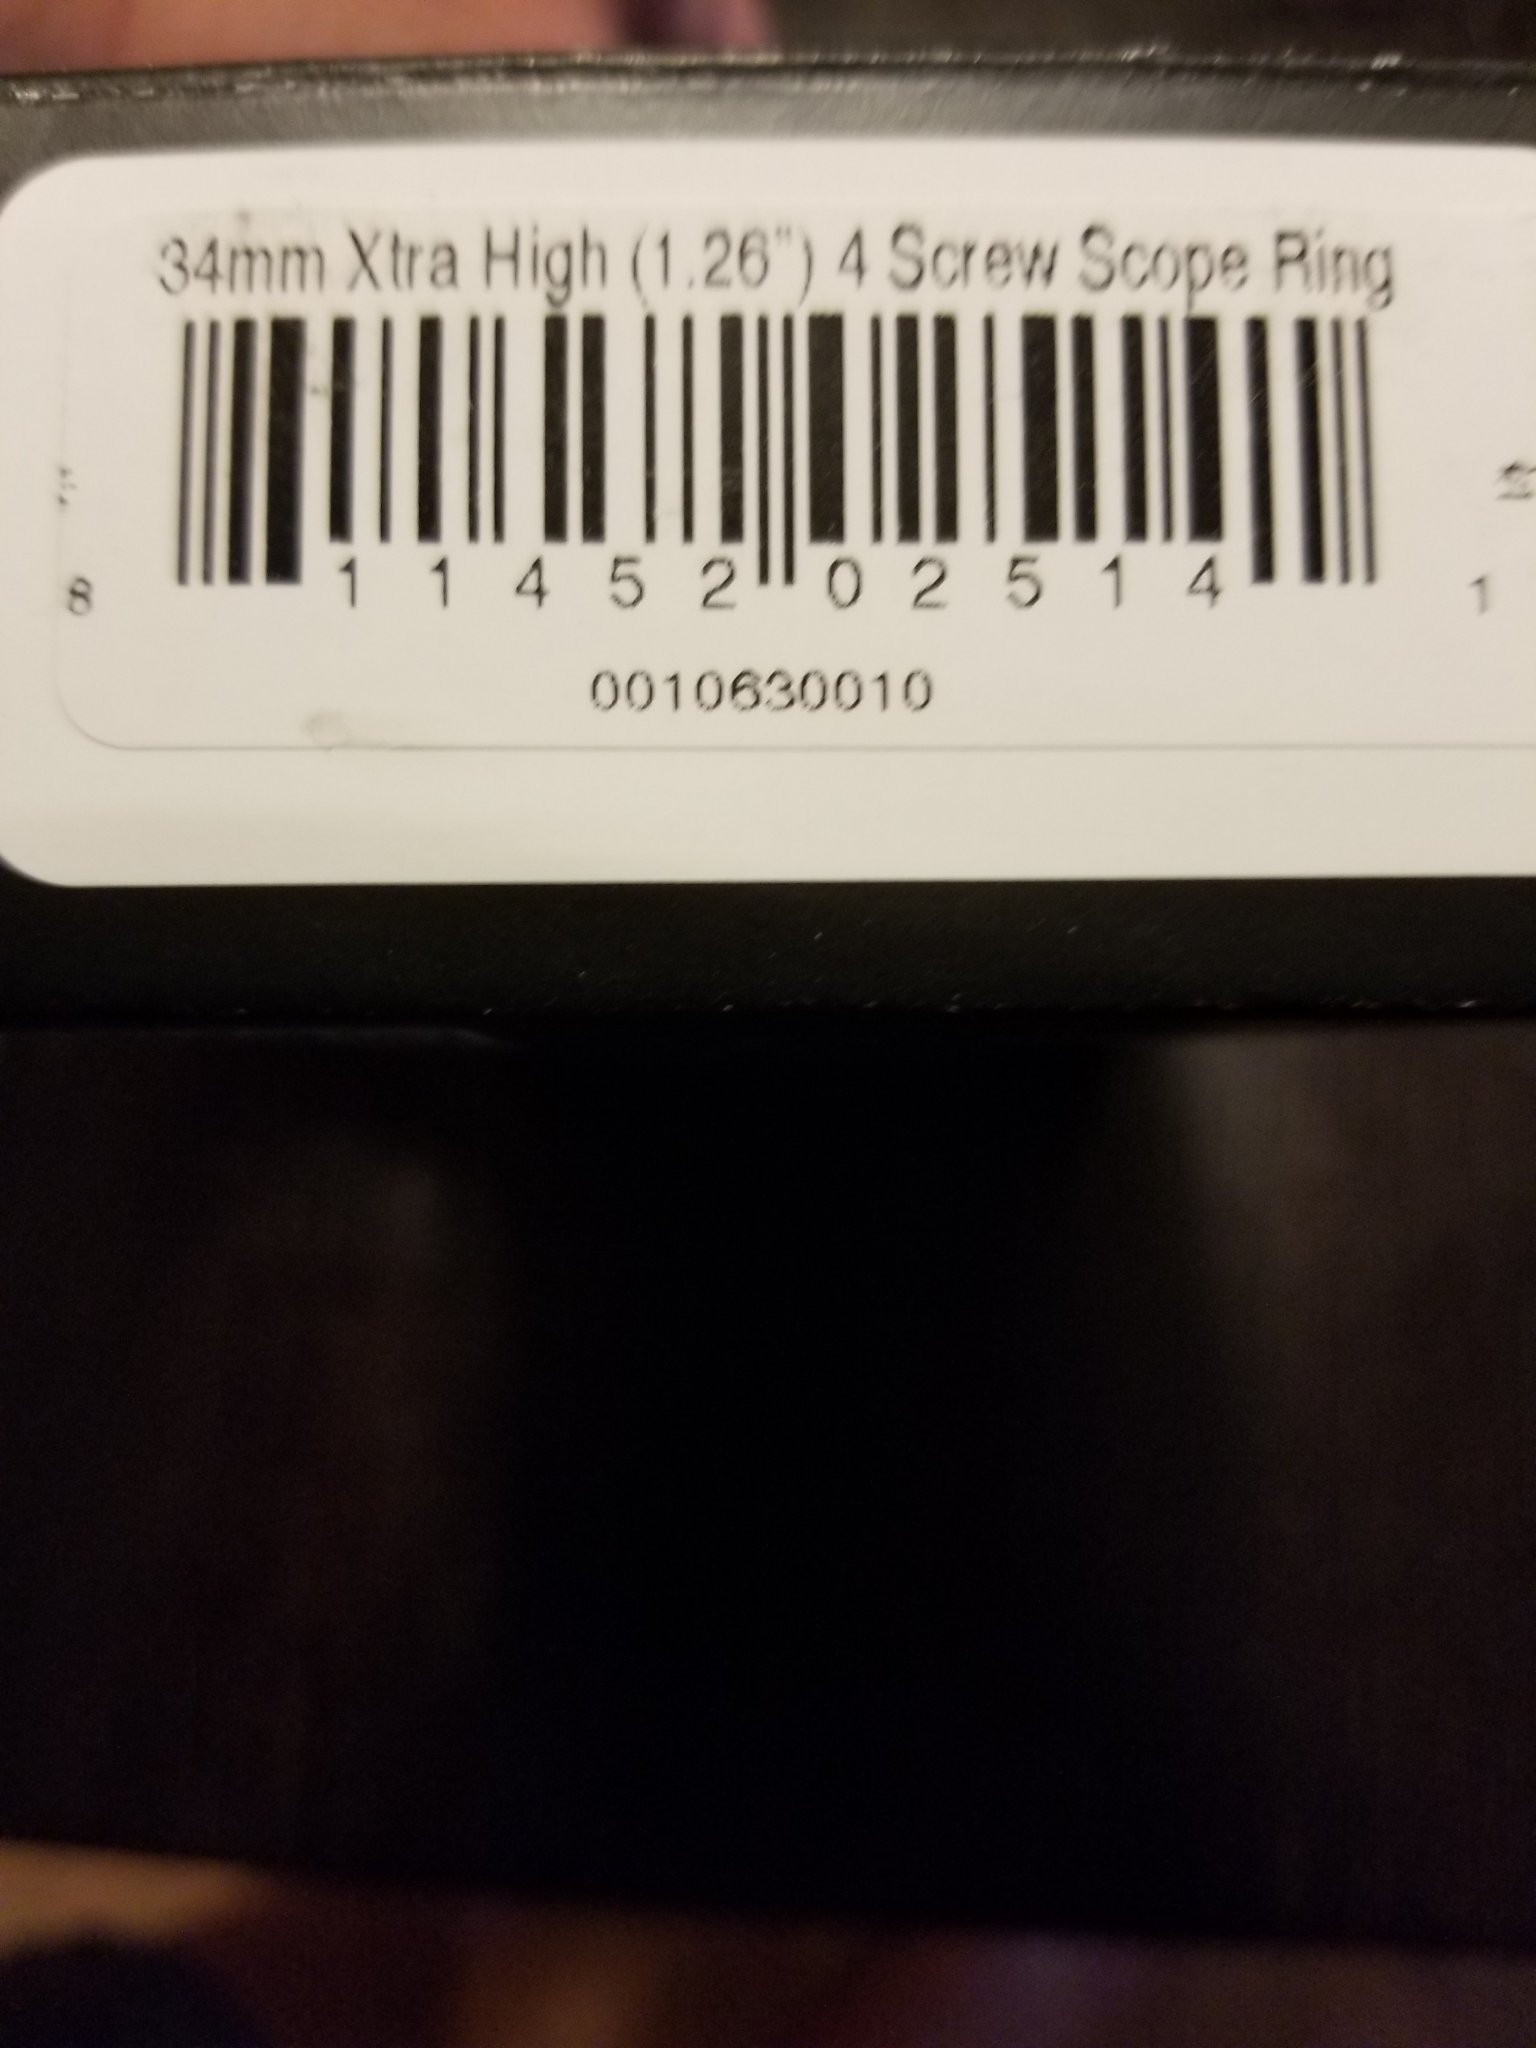 34mm Xtra High (1.26") 4 Screw Scope Ring
8 11452 02514 1
0010630010